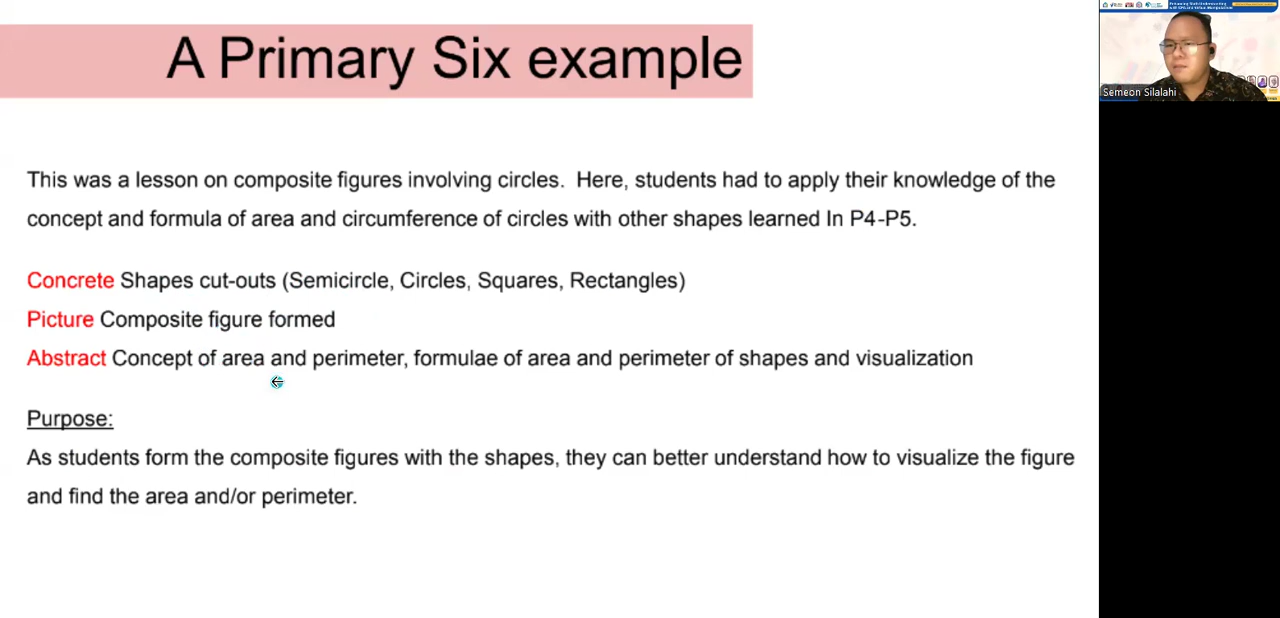 A Primary Six example
This was a lesson on composite figures involving circles.  Here, students had to apply their knowledge of the
concept and formula of area and circumference of circles with other shapes learned In P4-P5.
Concrete Shapes cut-outs (Semicircle, Circles, Squares, Rectangles)
Picture Composite figure formed
Abstract Concept of area and perimeter, formulae of area and perimeter of shapes and visualization
Purpose:
As students form the composite figures with the shapes, they can better understand how to visualize the figure
and find the area and/or perimeter.
Semeon Silalahi